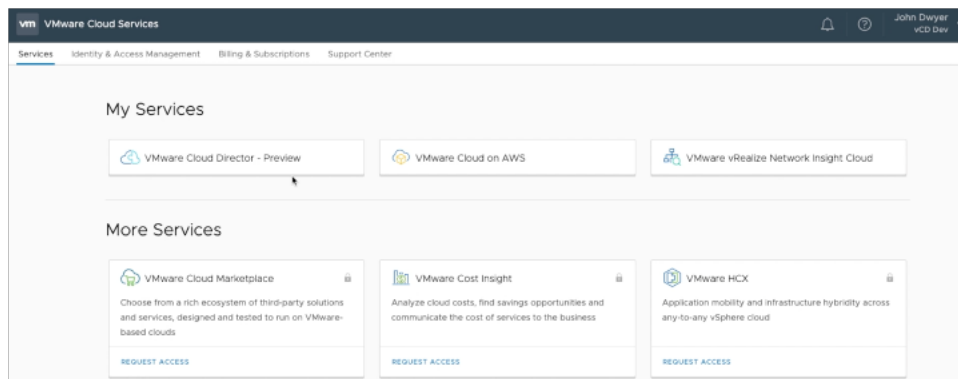 vm VMware Cloud Services
John Dwyer
vCD Dev
Services Identity & Access Management Billing & Subscriptions Support Center
My Services
VMware Cloud Director - Preview
VMware Cloud on AWS
VMware vRealize Network Insight Cloud
More Services
VMware Cloud Marketplace
Choose from a rich ecosystem of third-party solutions
and services, designed and tested to run on VMware-
based clouds
REQUEST ACCESS
VMware Cost Insight
Analyze cloud costs, find savings opportunities and
communicate the cost of services to the business
REQUEST ACCESS
VMware HCX
Application mobility and infrastructure hybridity across
any-to-any vSphere cloud
REQUEST ACCESS